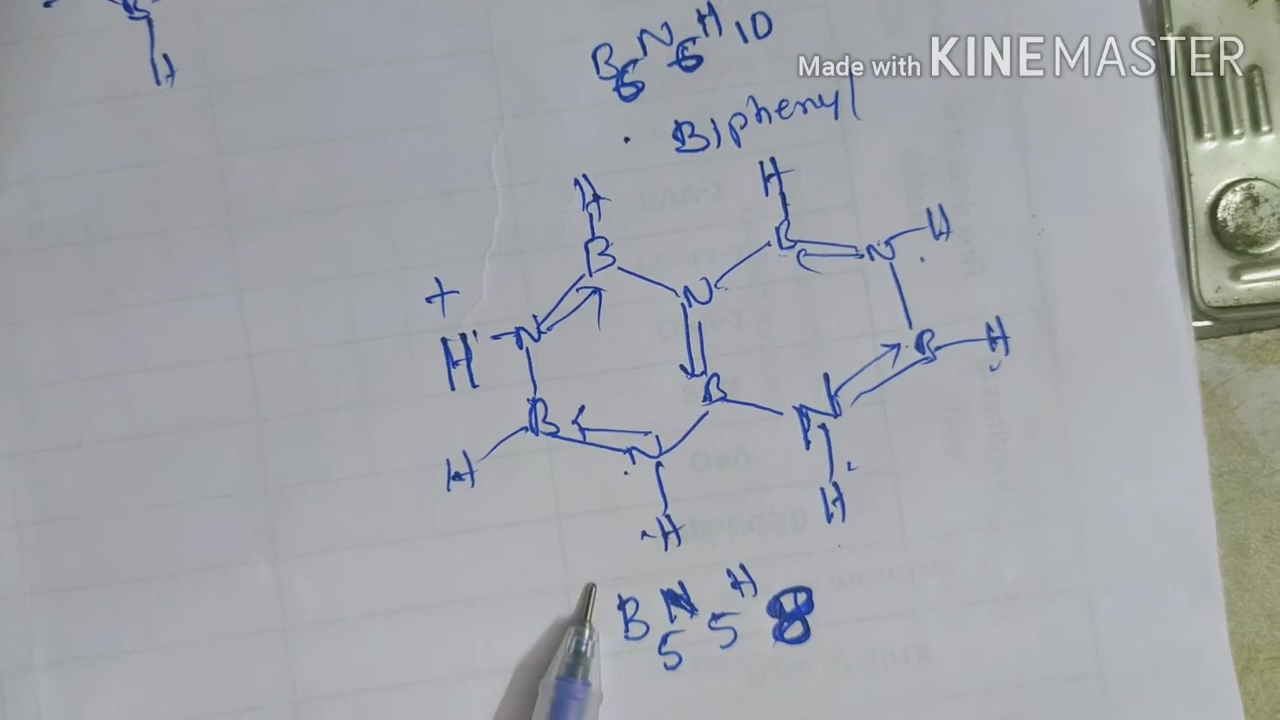 H
B6N6H10
Made with KINEMASTER
Biphenyl
H H
B B N H
+ N
H N B H
B B N
H N
H H
B5N5H8